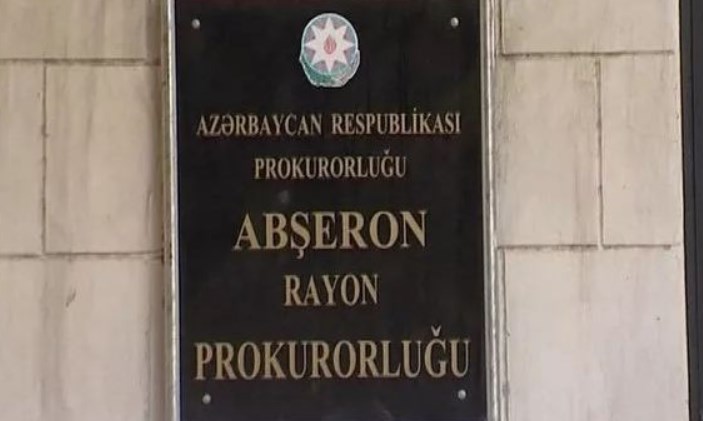 AZƏRBAYCAN RESPUBLİKASI
PROKURORLUĞU
ABŞERON
RAYON
PROKURORLUĞU